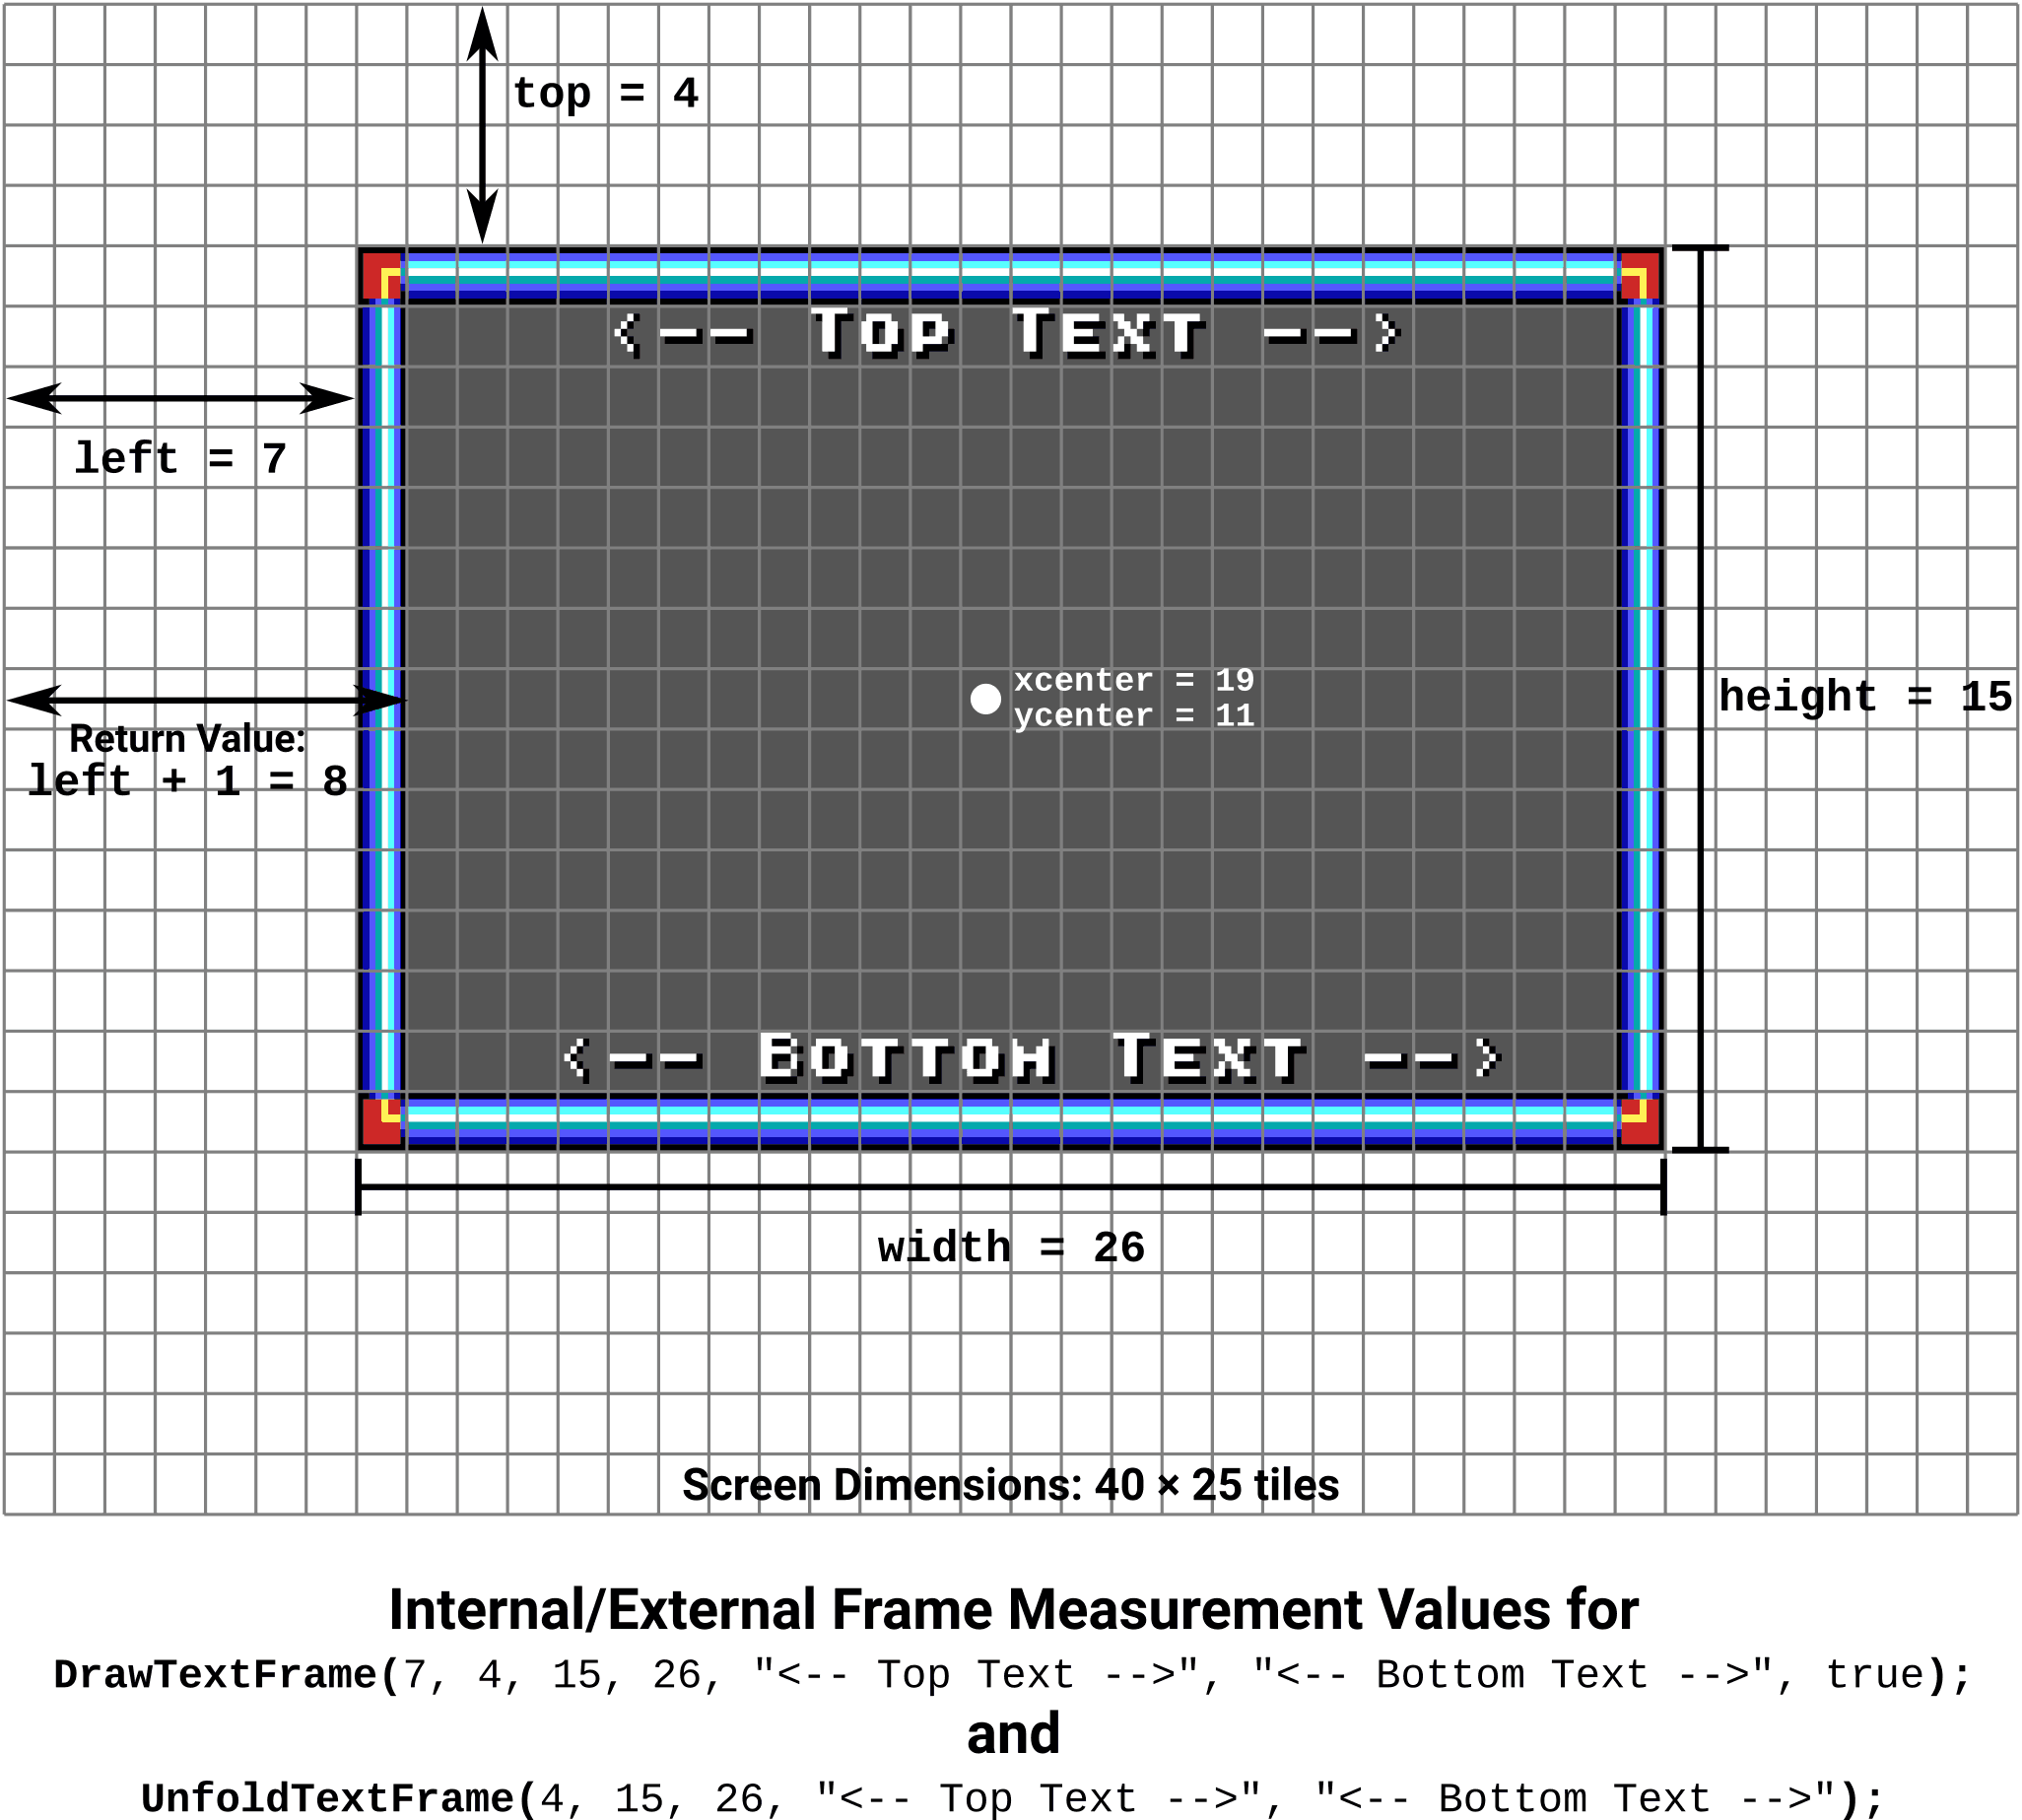 top = 4
<-- Top Text -->
left = 7
xcenter = 19
ycenter = 11
height = 15
Return Value:
left + 1 = 8
<-- Bottom Text -->
width = 26
Screen Dimensions: 40 × 25 tiles
Internal/External Frame Measurement Values for
DrawTextFrame(7, 4, 15, 26, "<-- Top Text -->", "<-- Bottom Text -->", true);
and
UnfoldTextFrame(4, 15, 26, "<-- Top Text -->", "<-- Bottom Text -->");